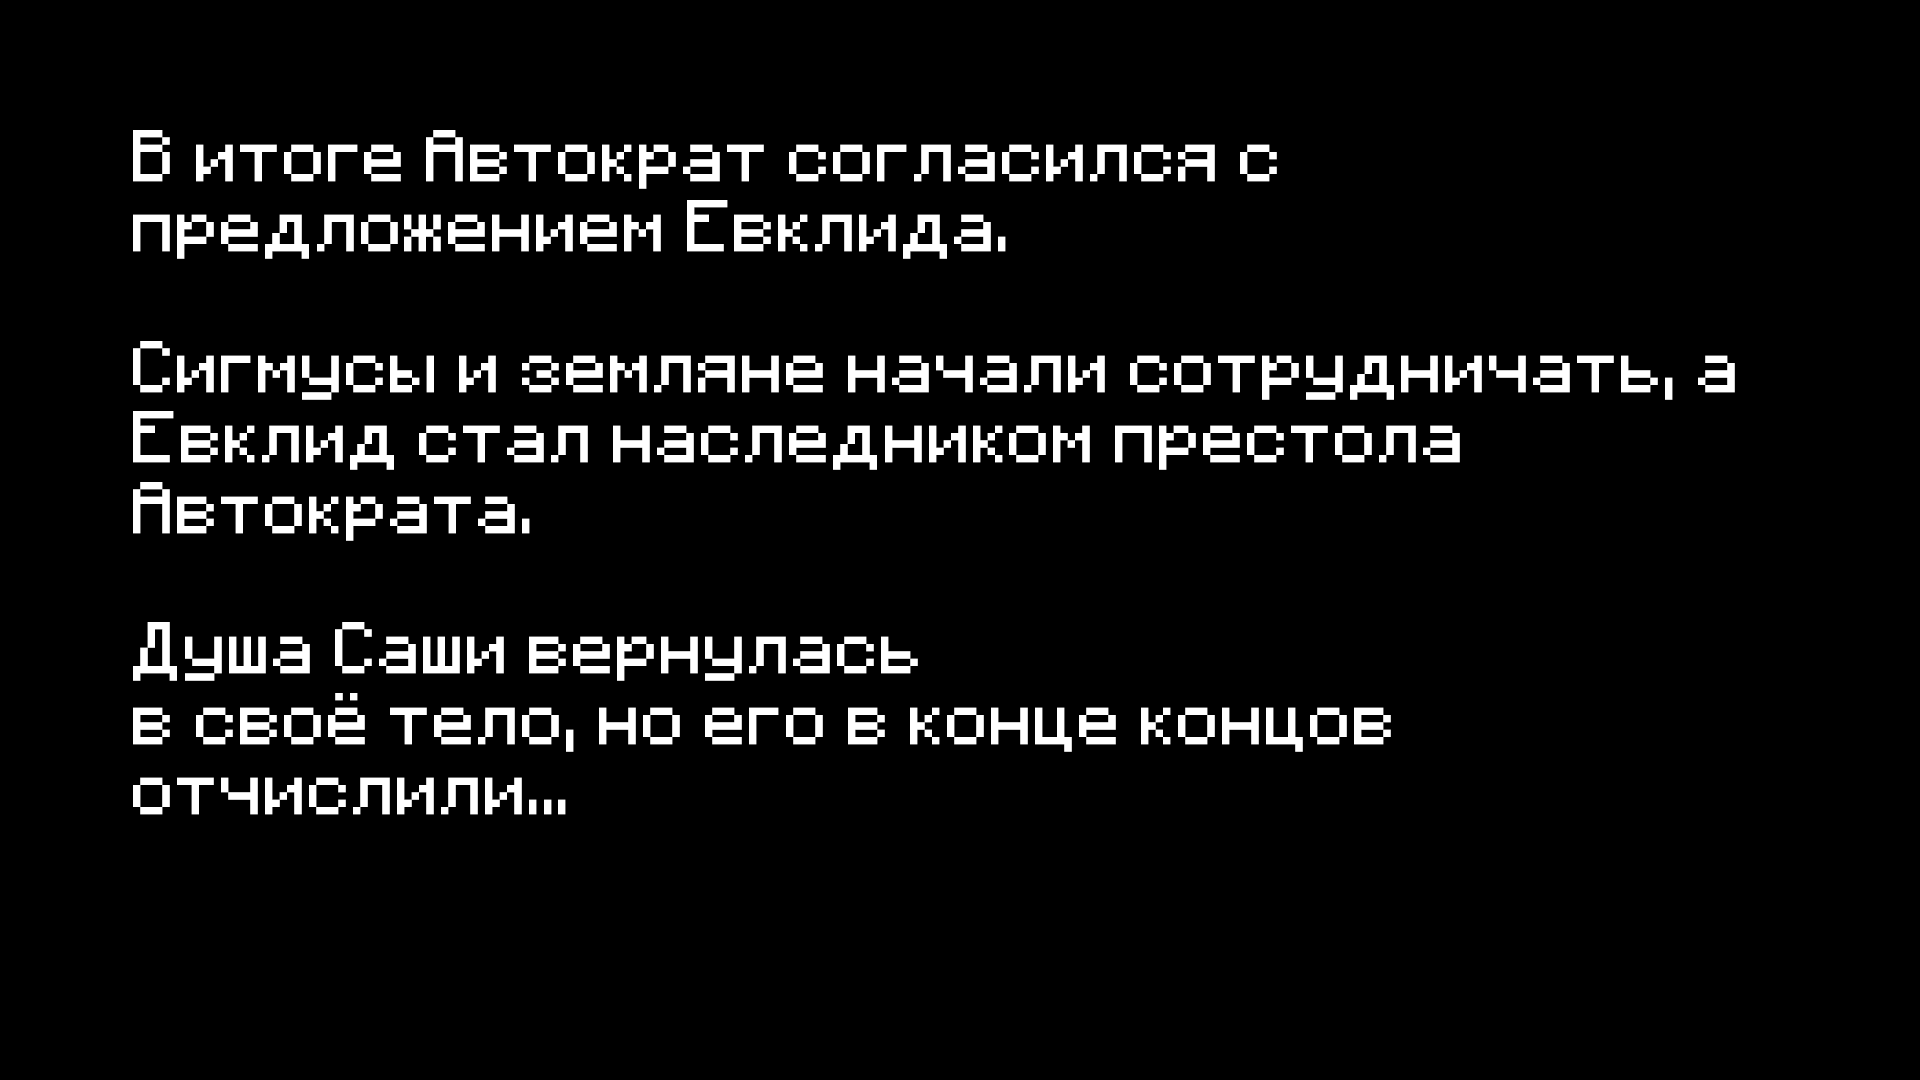 В итоге Автократ согласился с
предложением Евклида.
Сигмусы и земляне начали сотрудничать, а
Евклид стал наследником престола
Автократа.
Душа Саши вернулась
в своё тело, но его в конце концов
отчислили...